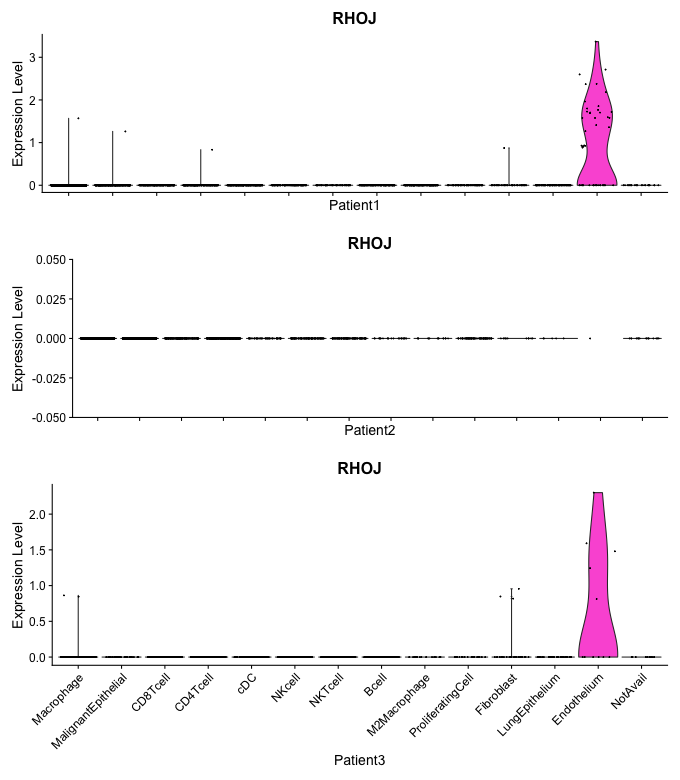 RHOJ
Expression Level
3
2
1
0
Patient1
RHOJ
Expression Level
0.050
0.025
0.000
-0.025
-0.050
Patient2
RHOJ
Expression Level
2.0
1.5
1.0
0.5
0.0
Macrophage
MalignantEpithelial
CD8Tcell
CD4Tcell
cDC
NKcell
NKTcell
Bcell
M2Macrophage
ProliferatingCell
Fibroblast
LungEpithelium
Endothelium
NotAvail
Patient3